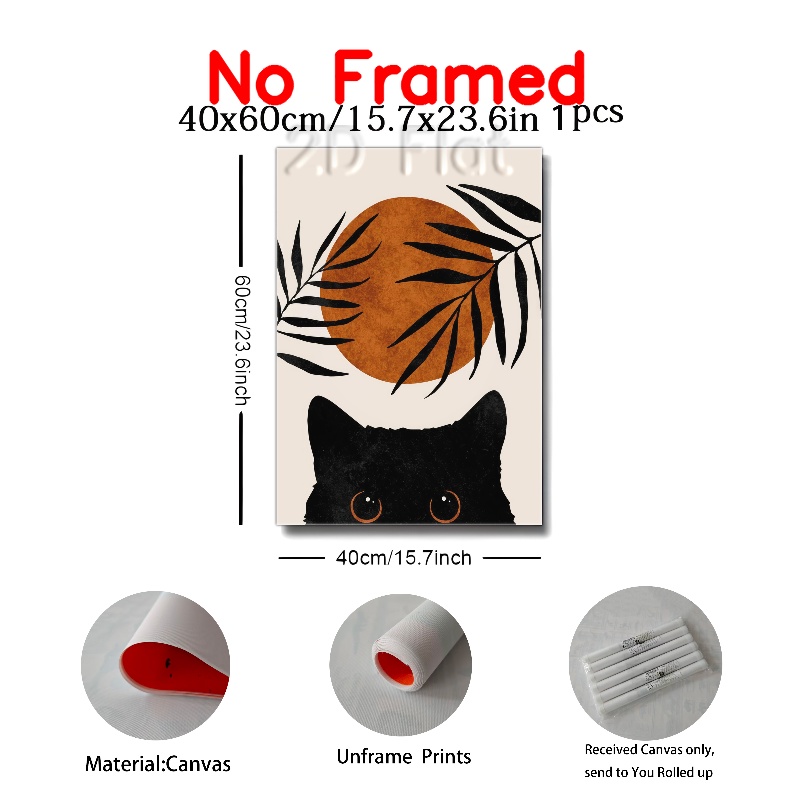 No Framed
40x60cm/15.7x23.6in 1pcs
2D Flat
60cm/23.6inch
40cm/15.7inch
Material:Canvas
Unframe Prints
Received Canvas only,
send to You Rolled up